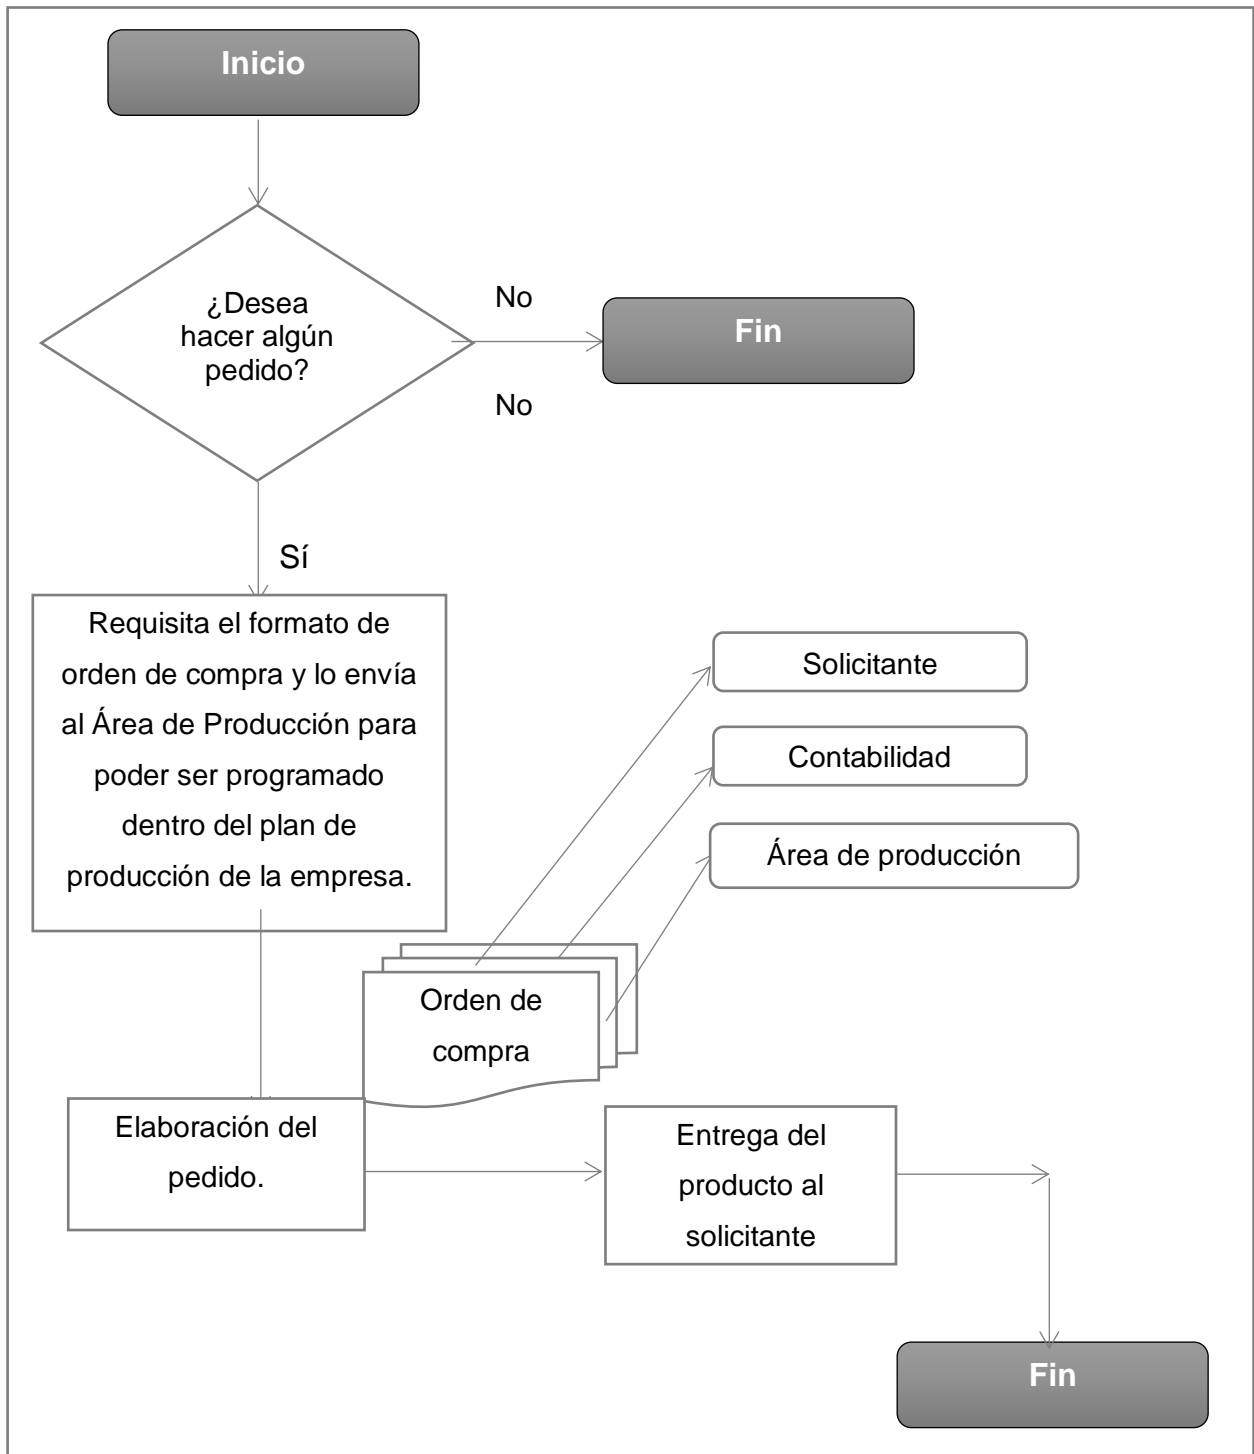 Inicio
¿Desea
hacer algún
pedido?
No
Fin
No
Sí
Requisita el formato de
orden de compra y lo envía
al Área de Producción para
poder ser programado
dentro del plan de
producción de la empresa.
Solicitante
Contabilidad
Área de producción
Orden de
compra
Elaboración del
pedido.
Entrega del
producto al
solicitante
Fin